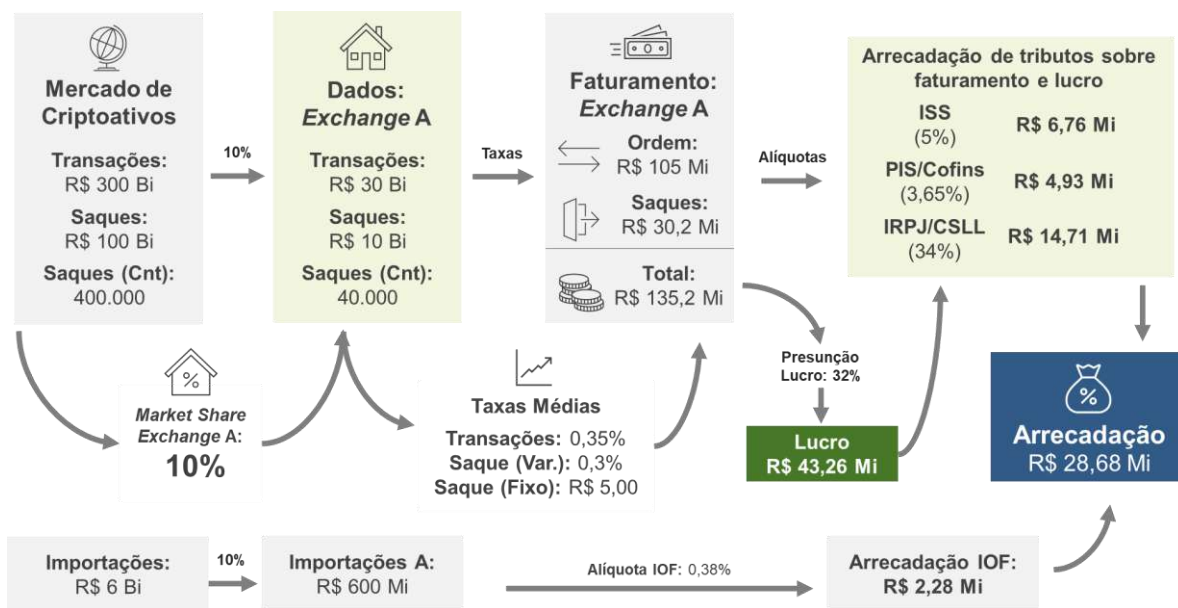 Mercado de
Criptoativos
Transações:
R$ 300 Bi
Saques:
R$ 100 Bi
Saques (Cnt):
400.000
10%
Dados:
Exchange A
Transações:
R$ 30 Bi
Saques:
R$ 10 Bi
Saques (Cnt):
40.000
Taxas
Faturamento:
Exchange A
Ordem:
R$ 105 Mi
Saques:
R$ 30,2 Mi
Total:
R$ 135,2 Mi
Alíquotas
Arrecadação de tributos sobre
faturamento e lucro
ISS
(5%)
R$ 6,76 Mi
PIS/Cofins
(3,65%)
R$ 4,93 Mi
IRPJ/CSLL
(34%)
R$ 14,71 Mi
%
Market Share
Exchange A:
10%
Taxas Médias
Transações: 0,35%
Saque (Var.): 0,3%
Saque (Fixo): R$ 5,00
Presunção
Lucro: 32%
Lucro
R$ 43,26 Mi
%
Arrecadação
R$ 28,68 Mi
Importações:
R$ 6 Bi
10%
Importações A:
R$ 600 Mi
Alíquota IOF: 0,38%
Arrecadação IOF:
R$ 2,28 Mi